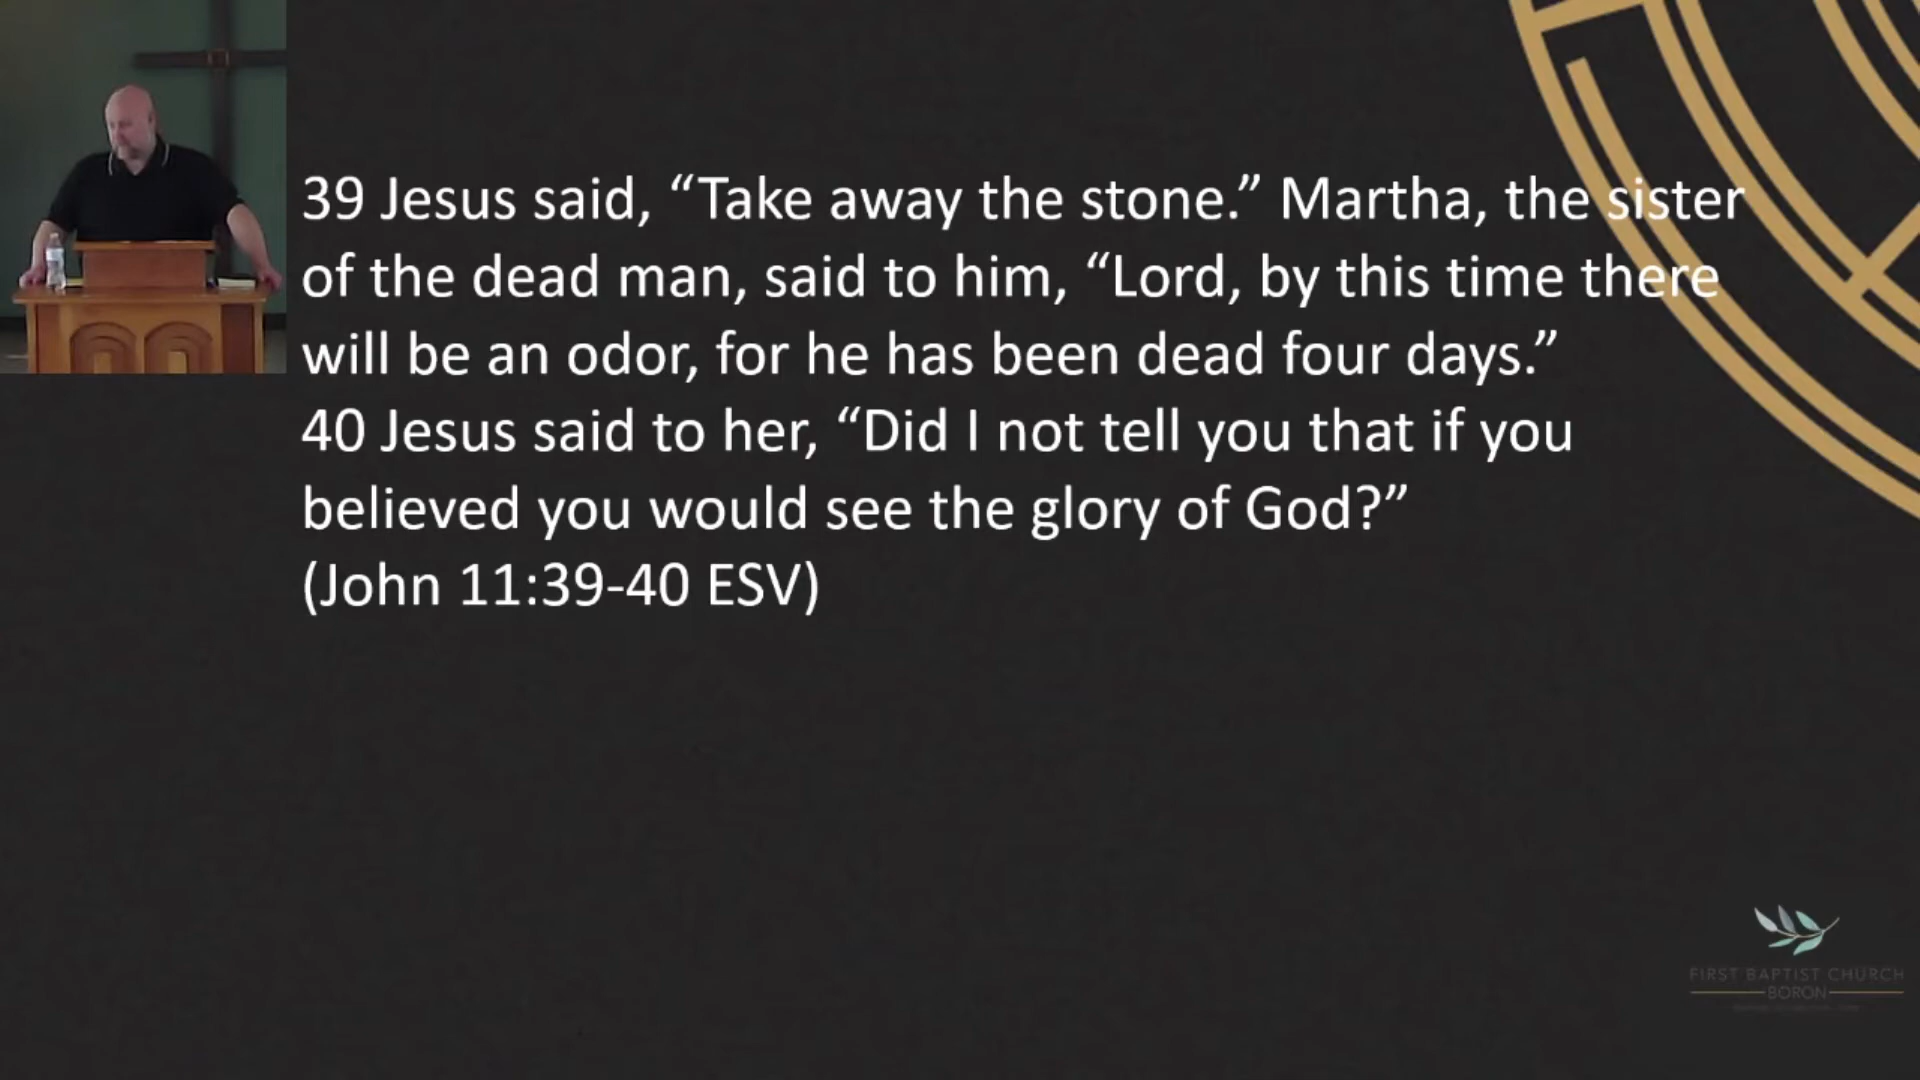 39 Jesus said, “Take away the stone.” Martha, the sister
of the dead man, said to him, “Lord, by this time there
will be an odor, for he has been dead four days.”
40 Jesus said to her, “Did I not tell you that if you
believed you would see the glory of God?”
(John 11:39-40 ESV)
FIRST BAPTIST CHURCH
BORON